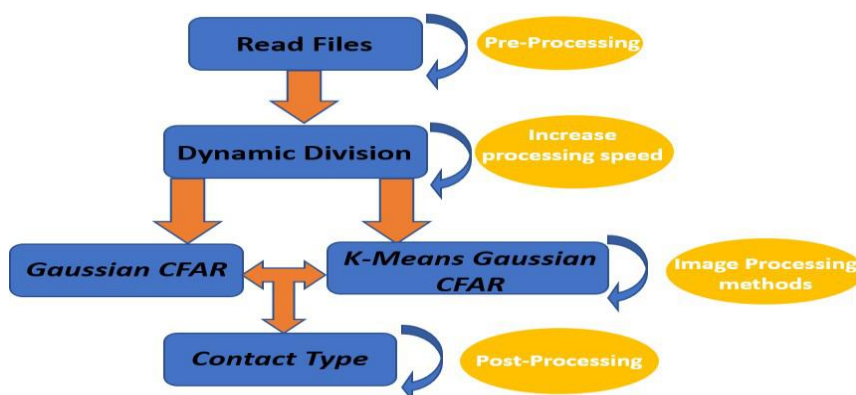 Read Files
Pre-Processing
Dynamic Division
Increase
processing speed
Gaussian CFAR
K-Means Gaussian
CFAR
Image Processing
methods
Contact Type
Post-Processing